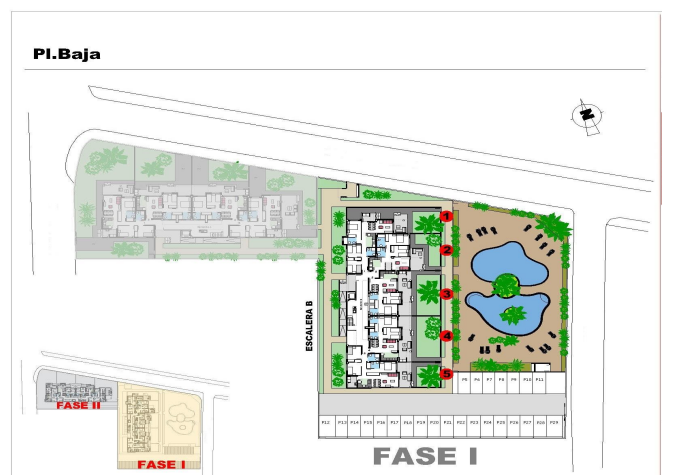 Pl.Baja
N
1
2
3
4
5
ESCALERA B
P5 P6 P7 P8 P9 P10 P11
P12 P13 P14 P15 P16 P17 P18 P19 P20 P21 P22 P23 P24 P25 P26 P27 P28 P29
FASE I
FASE II
FASE I